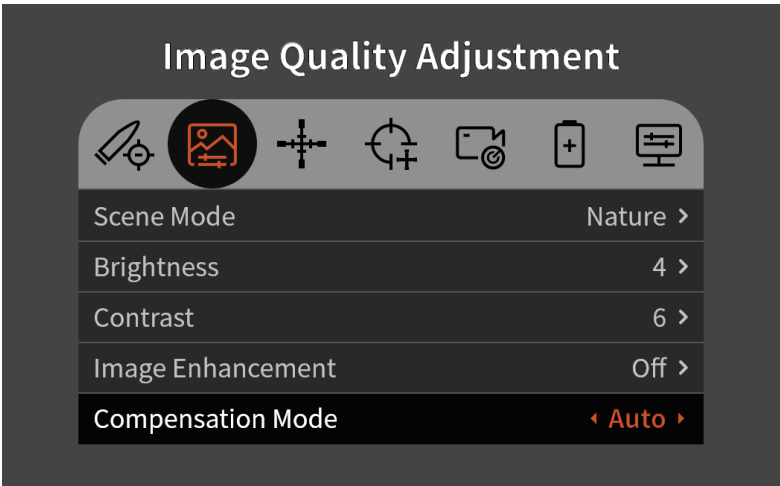 Image Quality Adjustment
Scene Mode Nature
Brightness 4
Contrast 6
Image Enhancement Off
Compensation Mode Auto